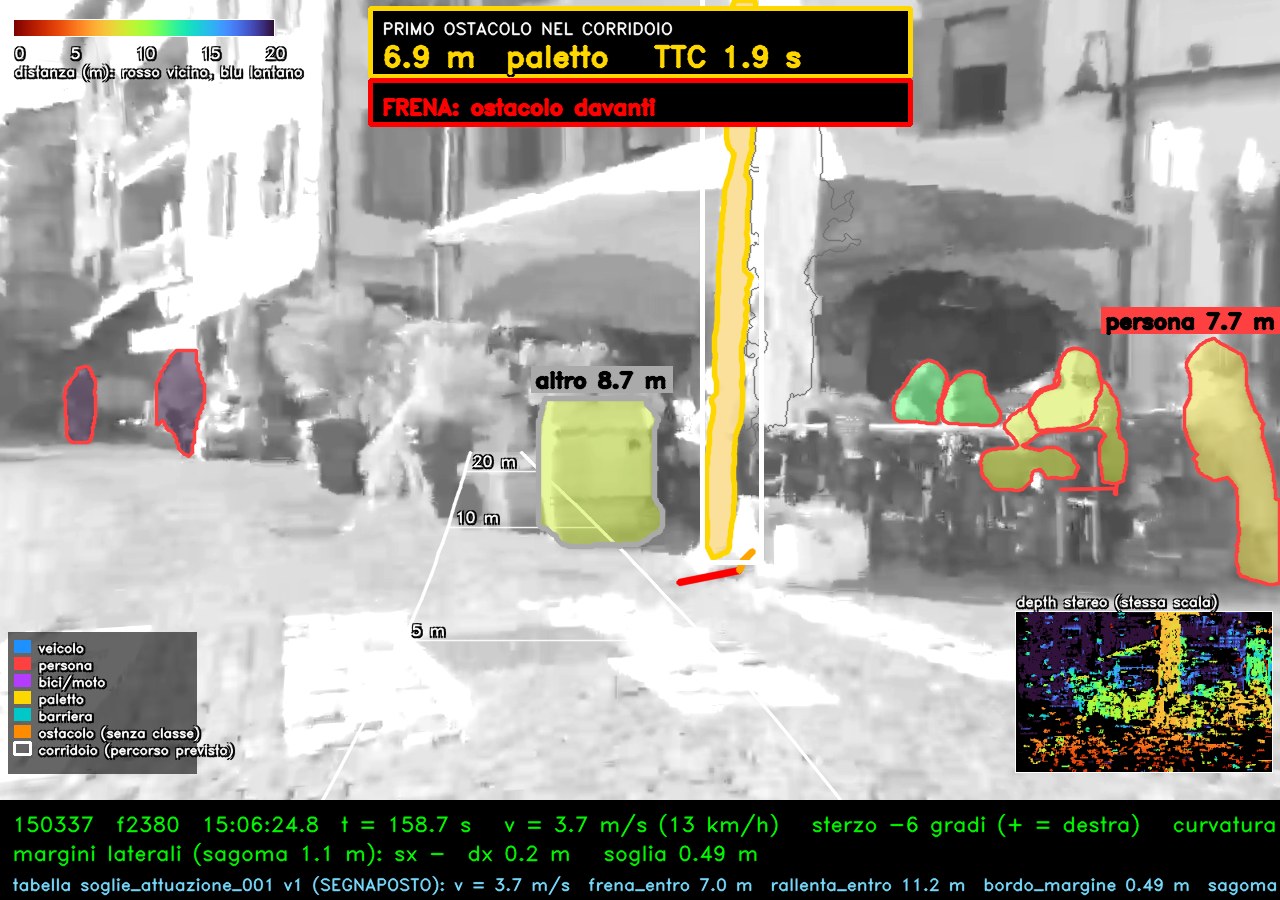 0 5 10 15 20
distanza (m): rosso vicino, blu lontano
PRIMO OSTACOLO NEL CORRIDOIO
6.9 m paletto TTC 1.9 s
FRENA: ostacolo davanti
persona 7.7 m
altro 8.7 m
20 m
10 m
5 m
depth stereo (stessa scala)
veicolo
persona
bici/moto
paletto
barriera
ostacolo (senza classe)
corridoio (percorso previsto)
150337 f2380 15:06:24.8 t = 158.7 s v = 3.7 m/s (13 km/h) sterzo -6 gradi (+ = destra) curvatura
margini laterali (sagoma 1.1 m): sx - dx 0.2 m soglia 0.49 m
tabella soglie_attuazione_001 v1 (SEGNAPOSTO): v = 3.7 m/s frena_entro 7.0 m rallenta_entro 11.2 m bordo_margine 0.49 m sagoma